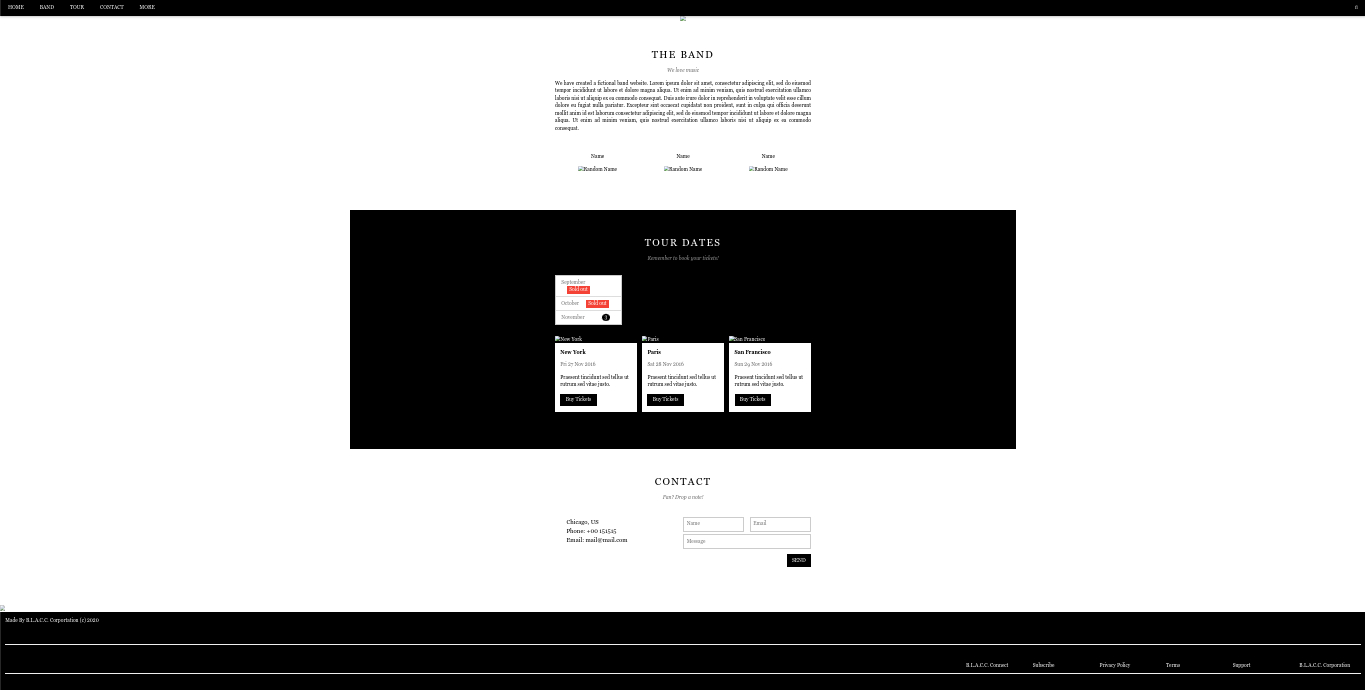 HOME BAND TOUR CONTACT MORE
THE BAND
We love music
We have created a fictional band website. Lorem ipsum dolor sit amet, consectetur adipiscing elit, sed do eiusmod
tempor incididunt ut labore et dolore magna aliqua. Ut enim ad minim veniam, quis nostrud exercitation ullamco
laboris nisi ut aliquip ex ea commodo consequat. Duis aute irure dolor in reprehenderit in voluptate velit esse cillum
dolore eu fugiat nulla pariatur. Excepteur sint occaecat cupidatat non proident, sunt in culpa qui officia deserunt
mollit anim id est laborum consectetur adipiscing elit, sed do eiusmod tempor incididunt ut labore et dolore magna
aliqua. Ut enim ad minim veniam, quis nostrud exercitation ullamco laboris nisi ut aliquip ex ea commodo
consequat.
Name Name Name
Random Name Random Name Random Name
TOUR DATES
Remember to book your tickets!
September
Sold out
October Sold out
November 3
New York Paris San Francisco
New York Paris San Francisco
Fri 27 Nov 2016 Sat 28 Nov 2016 Sun 29 Nov 2016
Praesent tincidunt sed tellus ut Praesent tincidunt sed tellus ut Praesent tincidunt sed tellus ut
rutrum sed vitae justo. rutrum sed vitae justo. rutrum sed vitae justo.
Buy Tickets Buy Tickets Buy Tickets
CONTACT
Fan? Drop a note!
Chicago, US
Phone: +00 151515
Email: mail@mail.com
Name Email
Message
SEND
Made By B.L.A.C.C. Corportation (c) 2020
B.L.A.C.C. Connect Subscribe Privacy Policy Terms Support B.L.A.C.C. Corporation